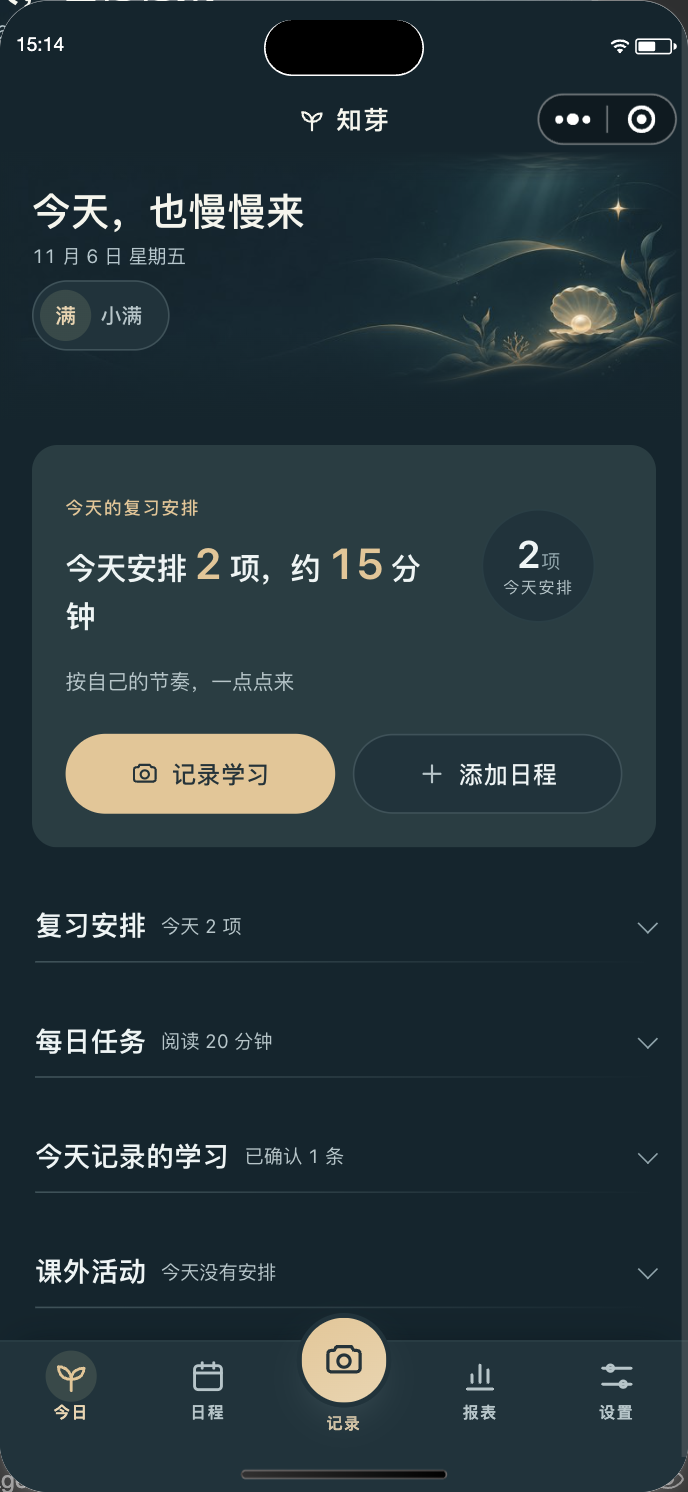 15:14
知芽
今天，也慢慢来
11 月 6 日 星期五
满 小满
今天的复习安排
今天安排 2 项，约 15 分
钟
2项
今天安排
按自己的节奏，一点点来
记录学习
添加日程
复习安排 今天 2 项
每日任务 阅读 20 分钟
今天记录的学习 已确认 1 条
课外活动 今天没有安排
今日
日程
记录
报表
设置